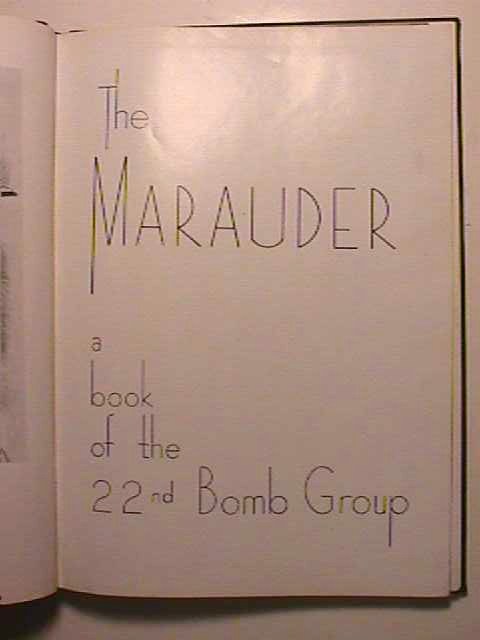 The
MARAUDER
a
book
of the
22nd Bomb Group